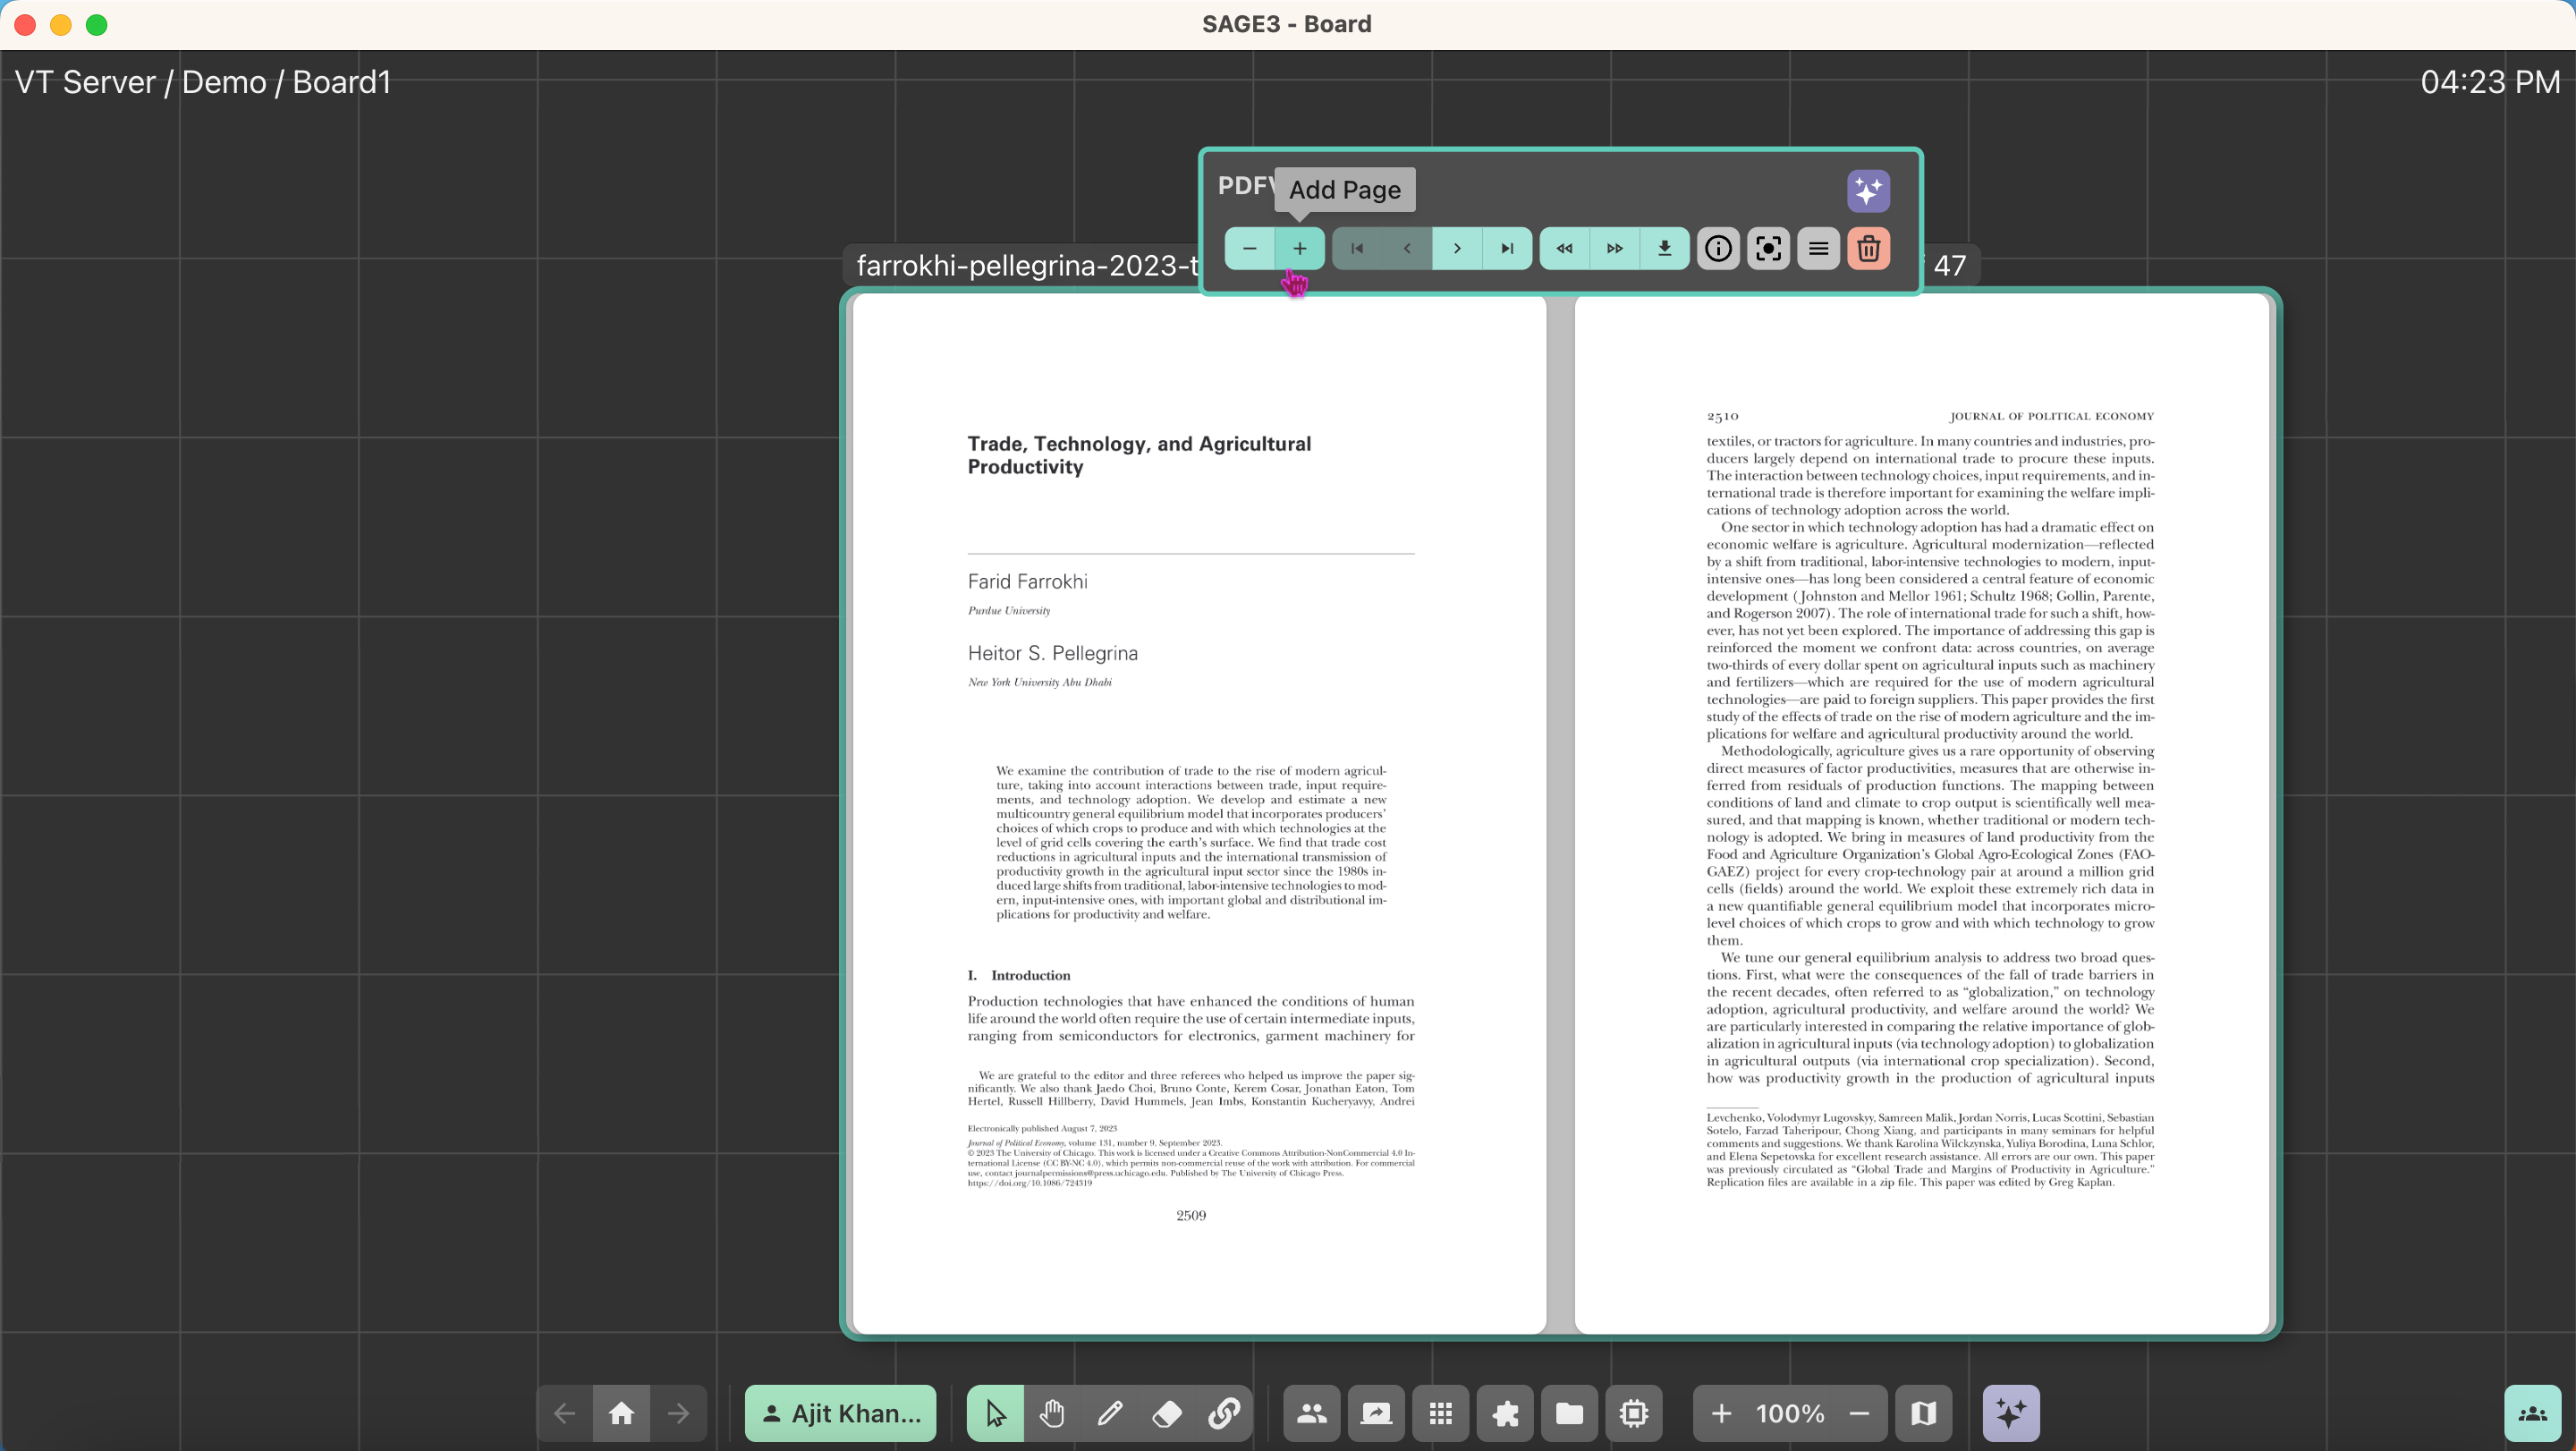 SAGE3 - Board
VT Server / Demo / Board1
04:23 PM
Add Page
farrokhi-pellegrina-2023-t
47
Trade, Technology, and Agricultural
Productivity
Farid Farrokhi
Purdue University
Heitor S. Pellegrina
New York University Abu Dhabi
We examine the contribution of trade to the rise of modern agricul-
ture, taking into account interactions between trade, input require-
ments, and technology adoption. We develop and estimate a new
multicountry general equilibrium model that incorporates producers'
choices of which crops to produce and with which technologies at the
level of grid cells covering the earth's surface. We find that trade cost
reductions in agricultural inputs and the international transmission of
productivity growth in the agricultural input sector since the 1980s in-
duced large shifts from traditional, labor-intensive technologies to mod-
ern, input-intensive ones, with important global and distributional im-
plications for productivity and welfare.
I. Introduction
Production technologies that have enhanced the conditions of human
life around the world often require the use of certain intermediate inputs,
ranging from semiconductors for electronics, garment machinery for
We are grateful to the editor and three referees who helped us improve the paper sig-
nificantly. We also thank Jaedo Choi, Bruno Conte, Kerem Cosar, Jonathan Eaton, Tom
Hertel, Russell Hillberry, David Hummels, Jean Imbs, Konstantin Kucheryavyy, Andrei
Electronically published August 7, 2023
Journal of Political Economy, volume 131, number 9, September 2023.
© 2023 The University of Chicago. This work is licensed under a Creative Commons Attribution-NonCommercial 4.0 In-
ternational License (CC BY-NC 4.0), which permits non-commercial reuse of the work with attribution. For commercial
use, contact journalpermissions@press.uchicago.edu. Published by The University of Chicago Press.
https://doi.org/10.1086/724319
2509
2510 JOURNAL OF POLITICAL ECONOMY
textiles, or tractors for agriculture. In many countries and industries, pro-
ducers largely depend on international trade to procure these inputs.
The interaction between technology choices, input requirements, and in-
ternational trade is therefore important for examining the welfare impli-
cations of technology adoption across the world.
One sector in which technology adoption has had a dramatic effect on
economic welfare is agriculture. Agricultural modernization—reflected
by a shift from traditional, labor-intensive technologies to modern, input-
intensive ones—has long been considered a central feature of economic
development (Johnston and Mellor 1961; Schultz 1968; Gollin, Parente,
and Rogerson 2007). The role of international trade for such a shift, how-
ever, has not yet been explored. The importance of addressing this gap is
reinforced the moment we confront data: across countries, on average
two-thirds of every dollar spent on agricultural inputs such as machinery
and fertilizers—which are required for the use of modern agricultural
technologies—are paid to foreign suppliers. This paper provides the first
study of the effects of trade on the rise of modern agriculture and the im-
plications for welfare and agricultural productivity around the world.
Methodologically, agriculture gives us a rare opportunity of observing
direct measures of factor productivities, measures that are otherwise in-
ferred from residuals of production functions. The mapping between
conditions of land and climate to crop output is scientifically well mea-
sured, and that mapping is known, whether traditional or modern tech-
nology is adopted. We bring in measures of land productivity from the
Food and Agriculture Organization's Global Agro-Ecological Zones (FAO-
GAEZ) project for every crop-technology pair at around a million grid
cells (fields) around the world. We exploit these extremely rich data in
a new quantifiable general equilibrium model that incorporates micro-
level choices of which crops to grow and with which technology to grow
them.
We tune our general equilibrium analysis to address two broad ques-
tions. First, what were the consequences of the fall of trade barriers in
the recent decades, often referred to as “globalization,” on technology
adoption, agricultural productivity, and welfare around the world? We
are particularly interested in comparing the relative importance of glob-
alization in agricultural inputs (via technology adoption) to globalization
in agricultural outputs (via international crop specialization). Second,
how was productivity growth in the production of agricultural inputs
Levchenko, Volodymyr Lugovskyy, Samreen Malik, Jordan Norris, Lucas Scottini, Sebastian
Sotelo, Farzad Taheripour, Chong Xiang, and participants in many seminars for helpful
comments and suggestions. We thank Karolina Wilckzynska, Yuliya Borodina, Luna Schlor,
and Elena Sepetovska for excellent research assistance. All errors are our own. This paper
was previously circulated as “Global Trade and Margins of Productivity in Agriculture.”
Replication files are available in a zip file. This paper was edited by Greg Kaplan.
Ajit Khan...
100%